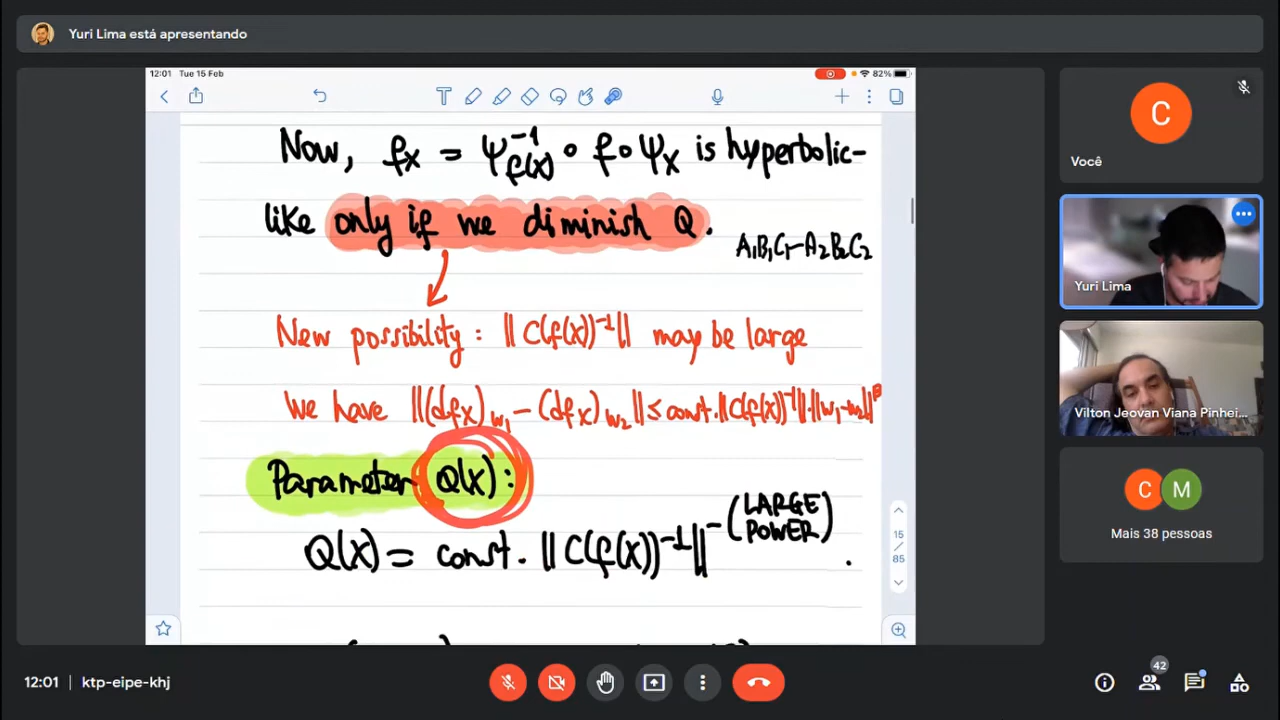 Yuri Lima está apresentando
12:01 Tue 15 Feb
82%
Now, fx = Ψf(x)⁻¹ ∘ f ∘ Ψx is hyperbolic-
like only if we diminish Q.
A₁B₁C₁-A₂B₂C₂
New possibility: ||C(f(x))⁻¹|| may be large
We have ||(dfx)w₁ - (dfx)w₂|| ≤ const.||C(f(x))⁻¹||.||w₁-w₂||ᵝ
Parameter Q(x):
Q(x) = const. ||C(f(x))⁻¹||^-(LARGE
POWER).
15
/
85
C
Você
Yuri Lima
Vilton Jeovan Viana Pinhei...
C M
Mais 38 pessoas
12:01 | ktp-eipe-khj
42